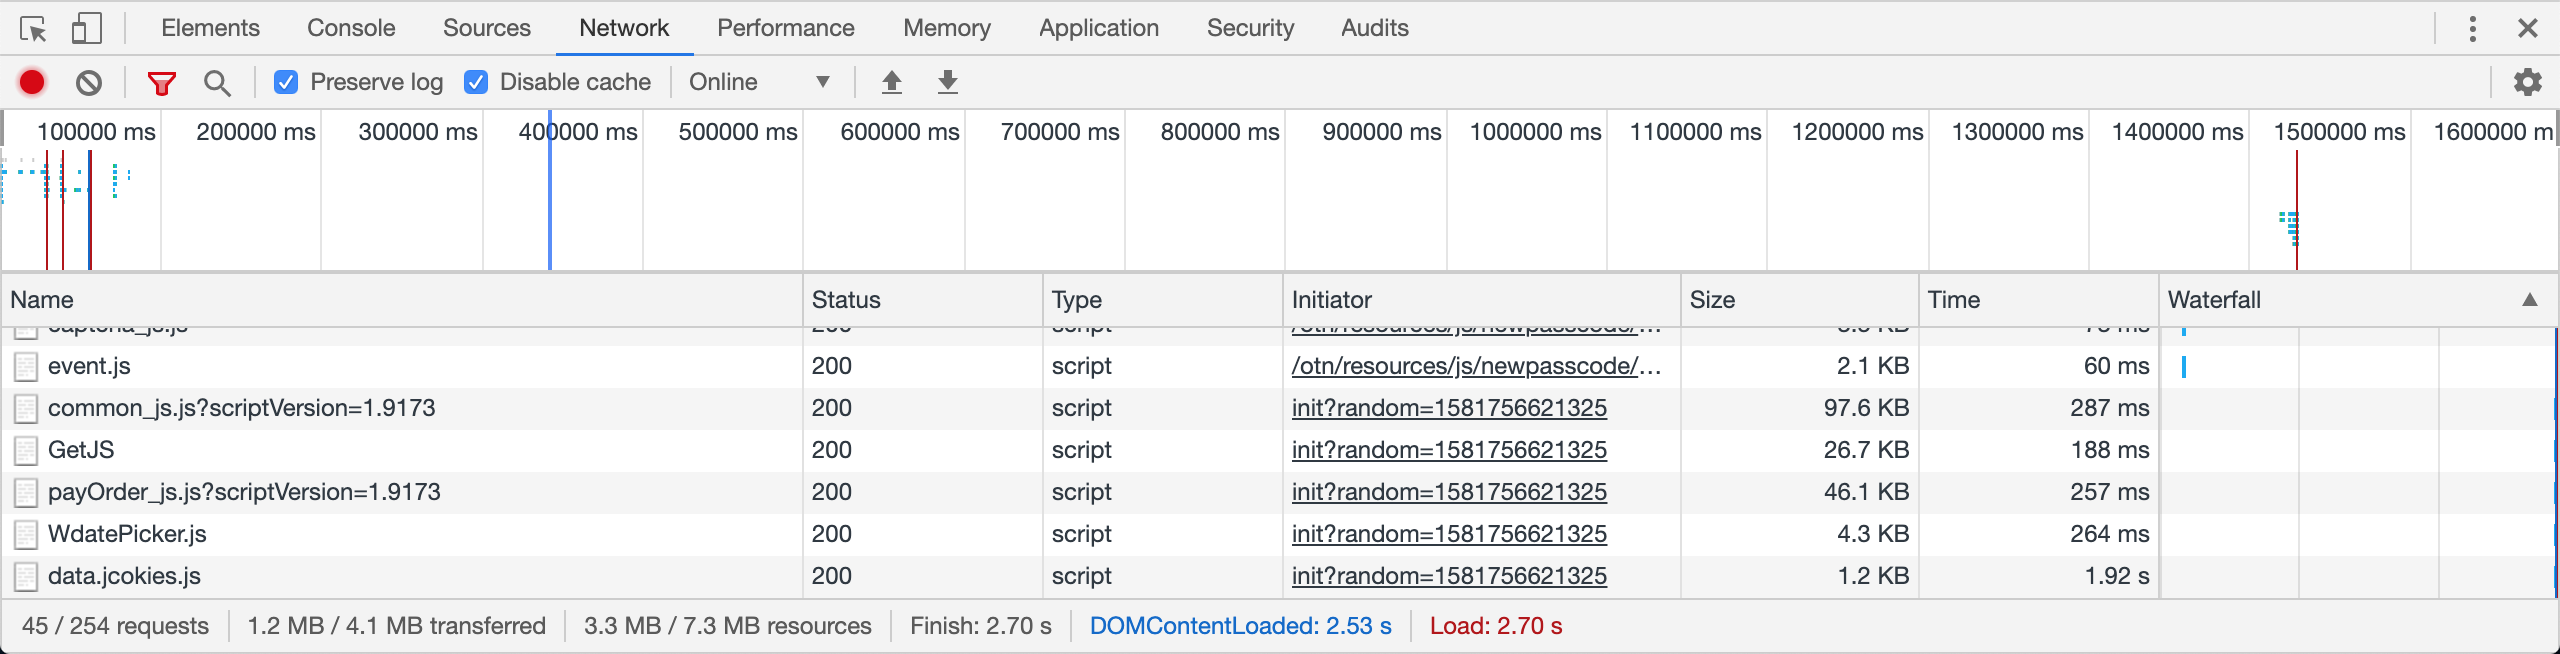 Elements Console Sources Network Performance Memory Application Security Audits
Preserve log Disable cache Online
100000 ms 200000 ms 300000 ms 400000 ms 500000 ms 600000 ms 700000 ms 800000 ms 900000 ms 1000000 ms 1100000 ms 1200000 ms 1300000 ms 1400000 ms 1500000 ms 1600000 m
Name Status Type Initiator Size Time Waterfall
script /otn/resources/js/newpasscode/…
event.js 200 script /otn/resources/js/newpasscode/… 2.1 KB 60 ms
common_js.js?scriptVersion=1.9173 200 script init?random=1581756621325 97.6 KB 287 ms
GetJS 200 script init?random=1581756621325 26.7 KB 188 ms
payOrder_js.js?scriptVersion=1.9173 200 script init?random=1581756621325 46.1 KB 257 ms
WdatePicker.js 200 script init?random=1581756621325 4.3 KB 264 ms
data.jcokies.js 200 script init?random=1581756621325 1.2 KB 1.92 s
45 / 254 requests 1.2 MB / 4.1 MB transferred 3.3 MB / 7.3 MB resources Finish: 2.70 s DOMContentLoaded: 2.53 s Load: 2.70 s